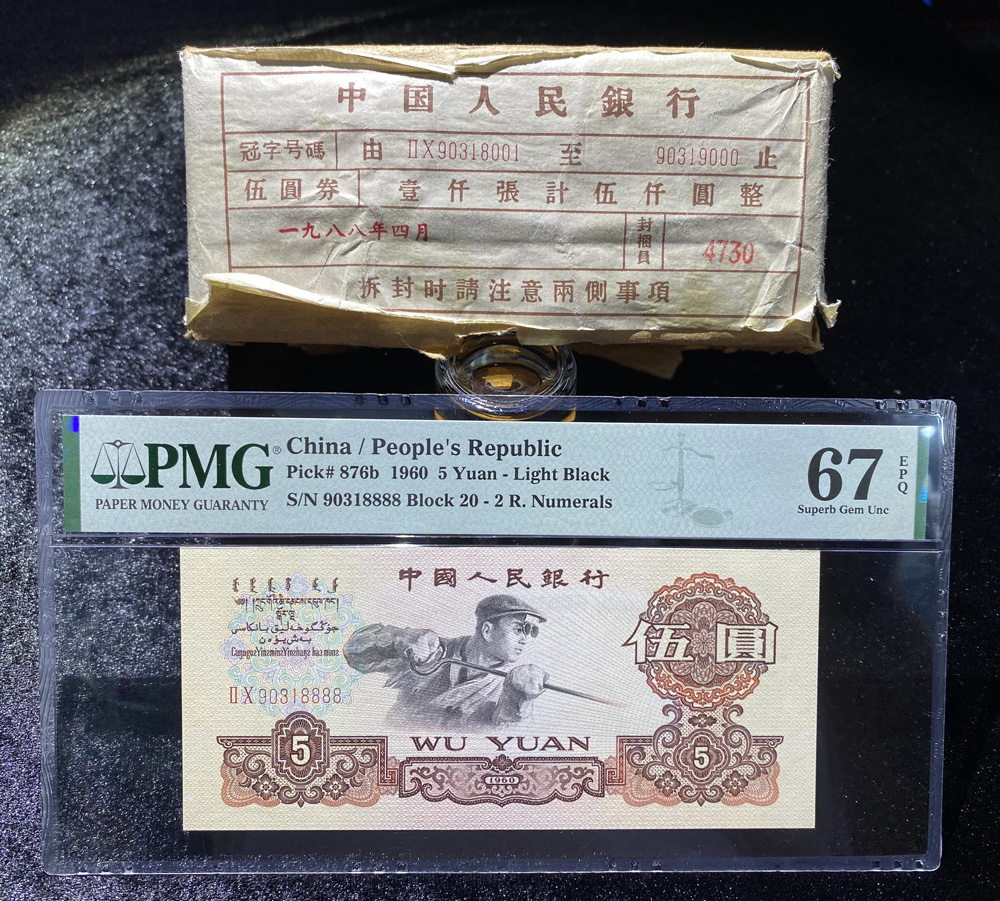 中国人民銀行
冠字号碼 由 ⅡⅩ90318001 至 90319000 止
伍圓券 壹仟張計伍仟圓整
一九八八年四月 封捆員 4730
拆封时請注意兩側事項
PMG®
PAPER MONEY GUARANTY
China / People's Republic
Pick# 876b 1960 5 Yuan - Light Black
S/N 90318888 Block 20 - 2 R. Numerals
67 EPQ
Superb Gem Unc
中國人民銀行
伍圓
ⅡⅩ90318888
5
WU YUAN
1960
5